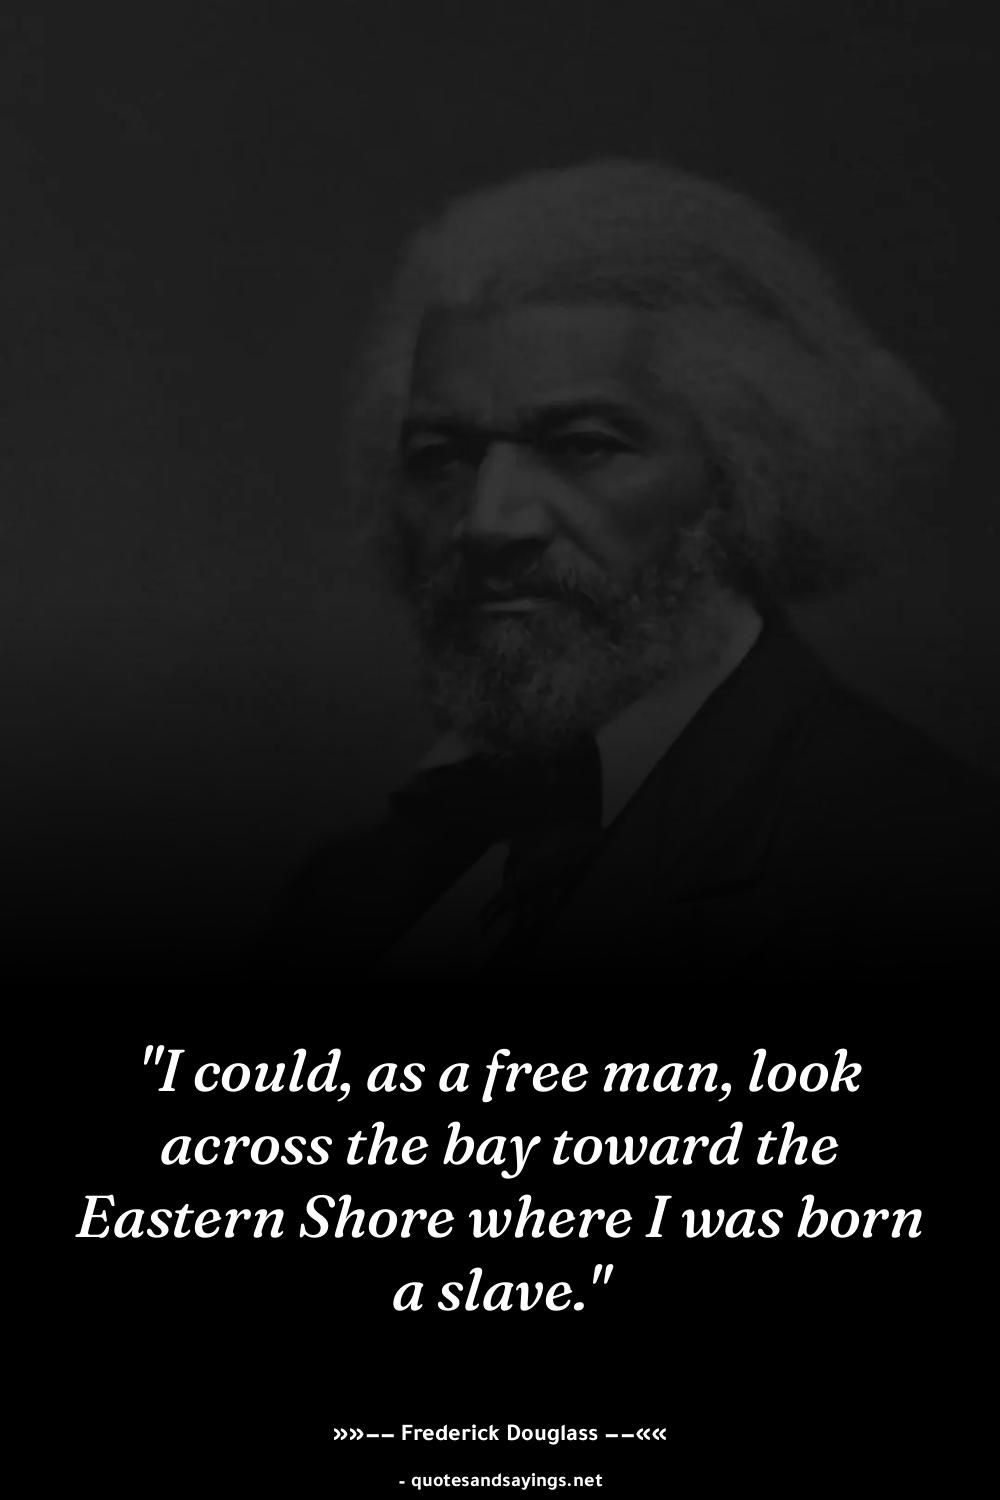 "I could, as a free man, look
across the bay toward the
Eastern Shore where I was born
a slave."
»»–– Frederick Douglass ––««
- quotesandsayings.net